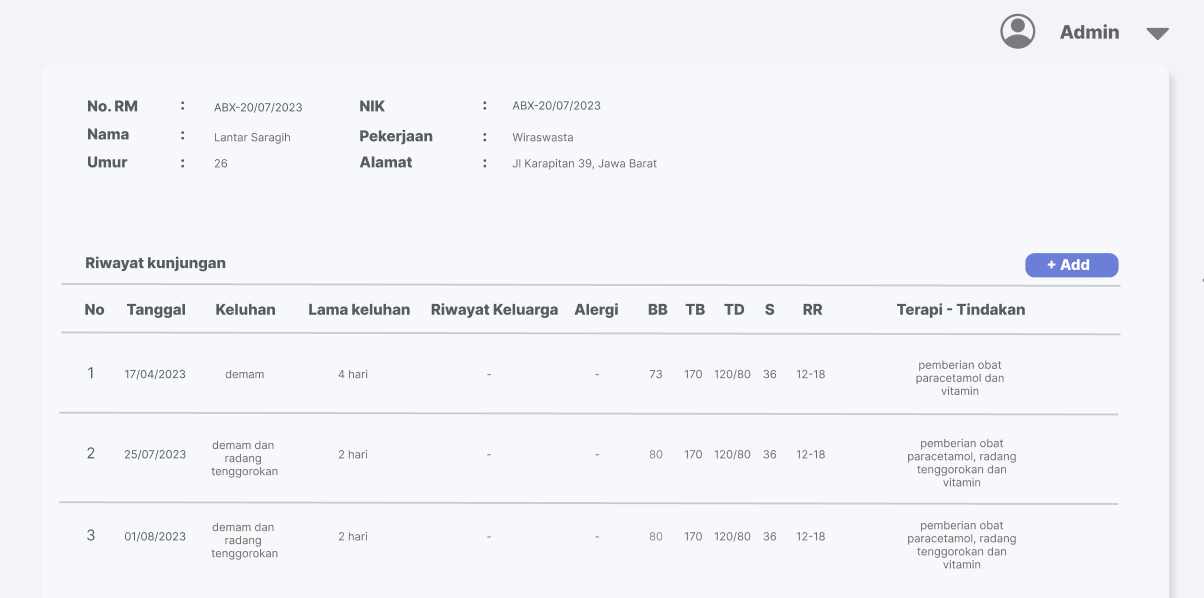 Admin
No. RM : ABX-20/07/2023 NIK : ABX-20/07/2023
Nama : Lantar Saragih Pekerjaan : Wiraswasta
Umur : 26 Alamat : Jl Karapitan 39, Jawa Barat
Riwayat kunjungan + Add
No Tanggal Keluhan Lama keluhan Riwayat Keluarga Alergi BB TB TD S RR Terapi - Tindakan
1 17/04/2023 demam 4 hari - - 73 170 120/80 36 12-18
pemberian obat
paracetamol dan
vitamin
2 25/07/2023
demam dan
radang
tenggorokan
2 hari - - 80 170 120/80 36 12-18
pemberian obat
paracetamol, radang
tenggorokan dan
vitamin
3 01/08/2023
demam dan
radang
tenggorokan
2 hari - - 80 170 120/80 36 12-18
pemberian obat
paracetamol, radang
tenggorokan dan
vitamin